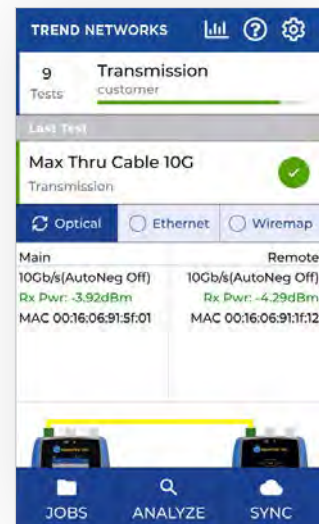 TREND NETWORKS
9 Transmission
Tests customer
Last Test
Max Thru Cable 10G
Transmission
Optical Ethernet Wiremap
Main Remote
10Gb/s(AutoNeg Off) 10Gb/s(AutoNeg Off)
Rx Pwr: -3.92dBm Rx Pwr: -4.29dBm
MAC 00:16:06:91:5f:01 MAC 00:16:06:91:1f:12
JOBS ANALYZE SYNC